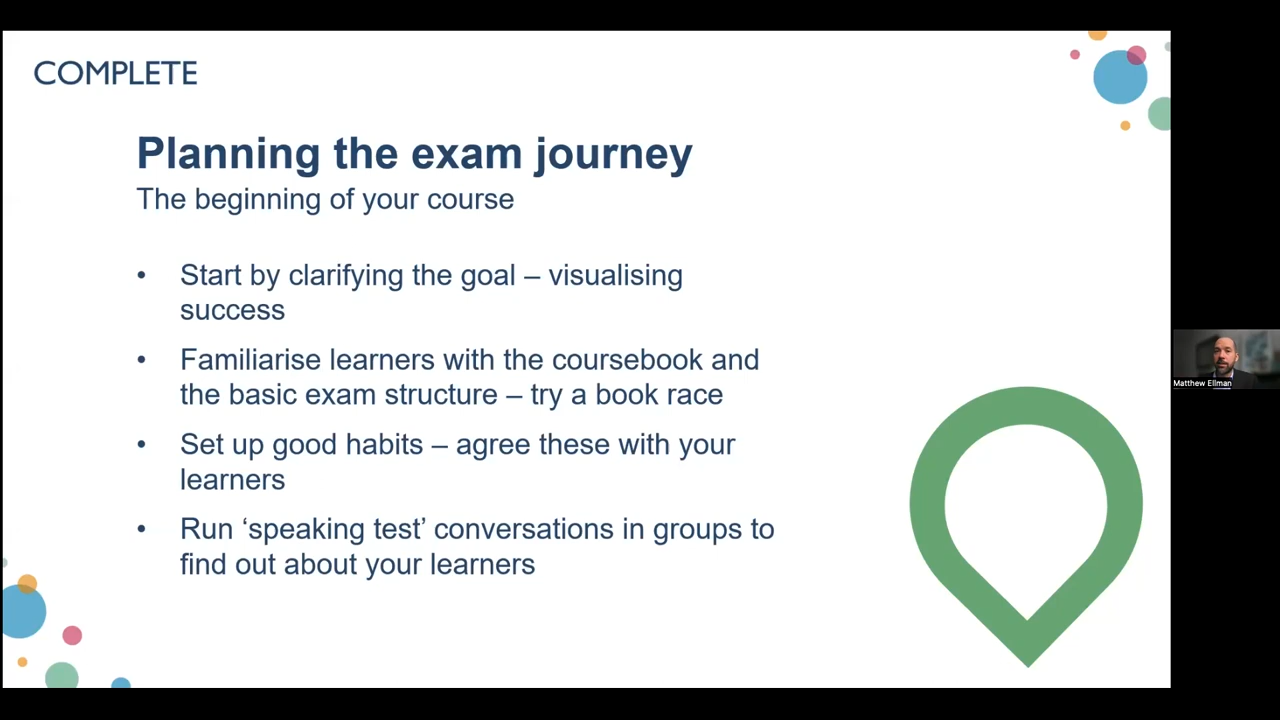 COMPLETE
Planning the exam journey
The beginning of your course
• Start by clarifying the goal – visualising
success
• Familiarise learners with the coursebook and
the basic exam structure – try a book race
• Set up good habits – agree these with your
learners
• Run ‘speaking test’ conversations in groups to
find out about your learners
Matthew Ellman